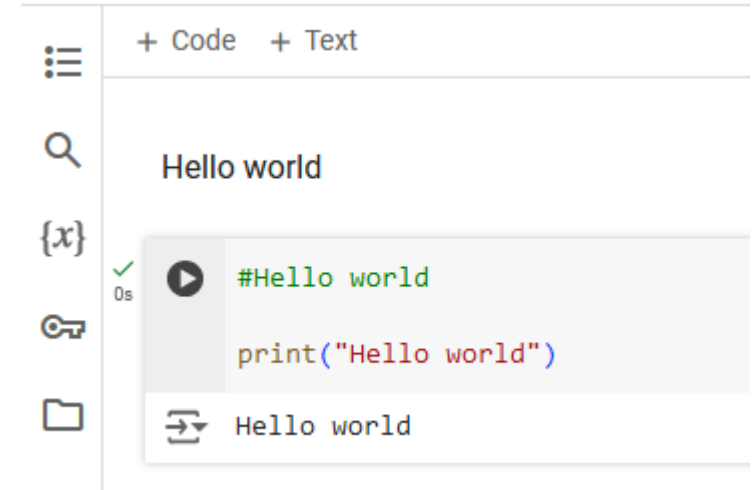 + Code + Text
Hello world
{x}
0s
#Hello world
print("Hello world")
Hello world